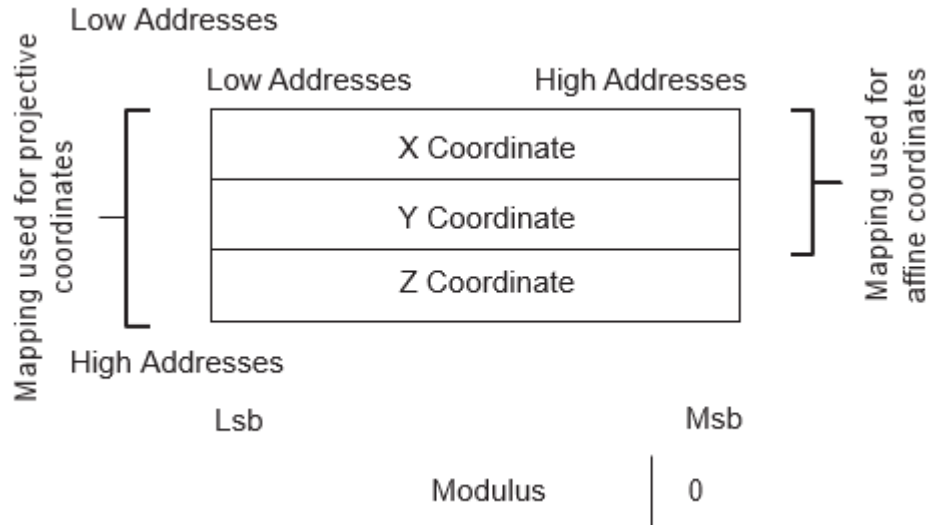 Low Addresses
Low Addresses High Addresses
Mapping used for projective
coordinates
X Coordinate
Y Coordinate
Z Coordinate
Mapping used for
affine coordinates
High Addresses
Lsb Msb
Modulus 0